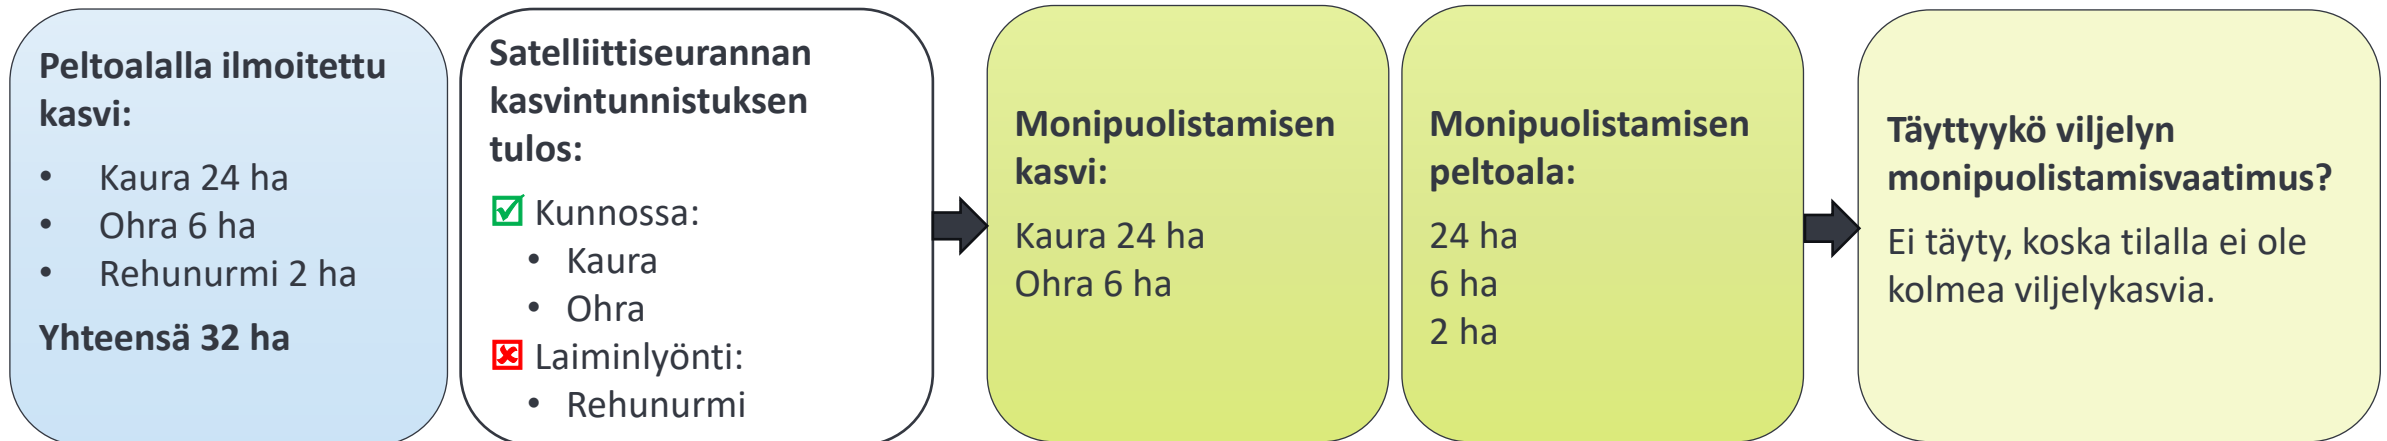 Peltoalalla ilmoitettu
kasvi:
• Kaura 24 ha
• Ohra 6 ha
• Rehunurmi 2 ha
Yhteensä 32 ha
Satelliittiseurannan
kasvintunnistuksen
tulos:
☑ Kunnossa:
• Kaura
• Ohra
☒ Laiminlyönti:
• Rehunurmi
Monipuolistamisen
kasvi:
Kaura 24 ha
Ohra 6 ha
Monipuolistamisen
peltoala:
24 ha
6 ha
2 ha
Täyttyykö viljelyn
monipuolistamisvaatimus?
Ei täyty, koska tilalla ei ole
kolmea viljelykasvia.